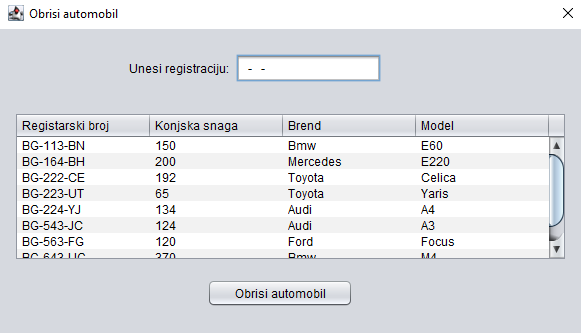 Obrisi automobil
Unesi registraciju: - -
Registarski broj Konjska snaga Brend Model
BG-113-BN 150 Bmw E60
BG-164-BH 200 Mercedes E220
BG-222-CE 192 Toyota Celica
BG-223-UT 65 Toyota Yaris
BG-224-YJ 134 Audi A4
BG-543-JC 124 Audi A3
BG-563-FG 120 Ford Focus
BG-643-UG 370 Bmw M4
Obrisi automobil